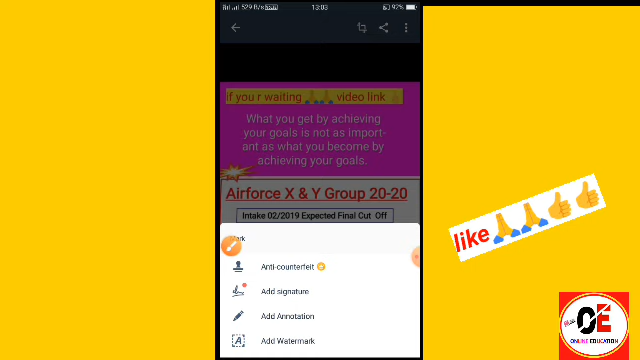 529 B/s
13:03
92%
if you r waiting 🙏🙏 video link 👍
What you get by achieving
your goals is not as import-
ant as what you become by
achieving your goals.
Airforce X & Y Group 20-20
Intake 02/2019 Expected Final Cut Off
like 🙏🙏👍👍
Anti-counterfeit
Add signature
Add Annotation
Add Watermark
OE
ONLINE EDUCATION